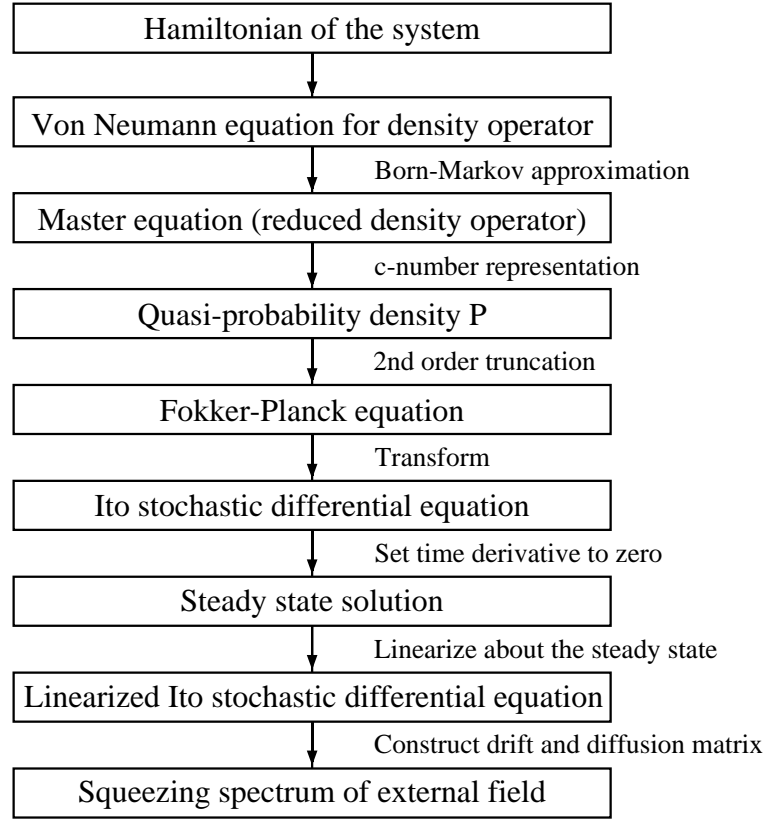 Hamiltonian of the system
Von Neumann equation for density operator
Born-Markov approximation
Master equation (reduced density operator)
c-number representation
Quasi-probability density P
2nd order truncation
Fokker-Planck equation
Transform
Ito stochastic differential equation
Set time derivative to zero
Steady state solution
Linearize about the steady state
Linearized Ito stochastic differential equation
Construct drift and diffusion matrix
Squeezing spectrum of external field